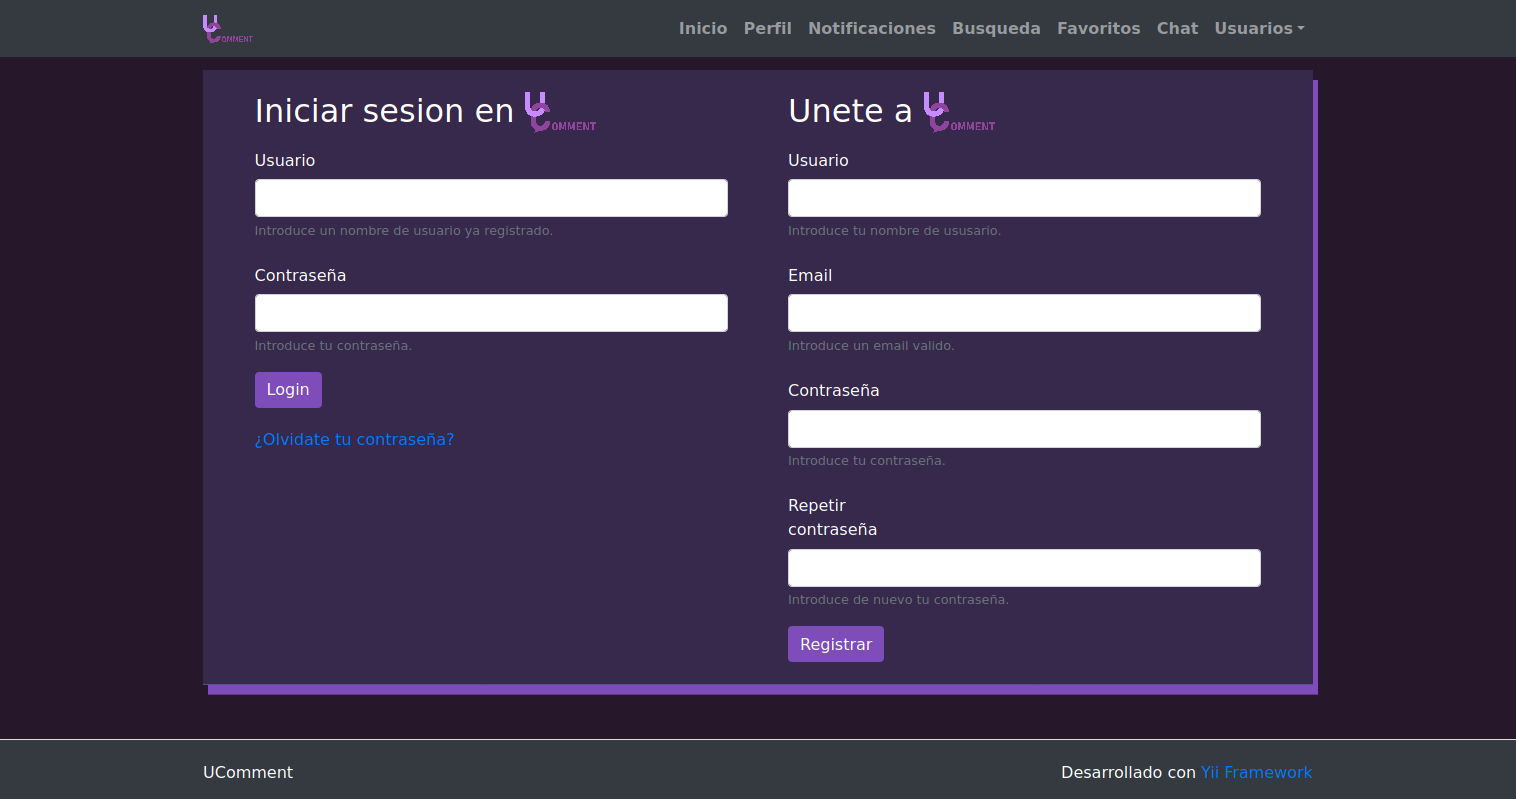 UCOMMENT
Inicio Perfil Notificaciones Busqueda Favoritos Chat Usuarios
Iniciar sesion en UCOMMENT
Usuario
Introduce un nombre de usuario ya registrado.
Contraseña
Introduce tu contraseña.
Login
¿Olvidate tu contraseña?
Unete a UCOMMENT
Usuario
Introduce tu nombre de ususario.
Email
Introduce un email valido.
Contraseña
Introduce tu contraseña.
Repetir
contraseña
Introduce de nuevo tu contraseña.
Registrar
UComment
Desarrollado con Yii Framework